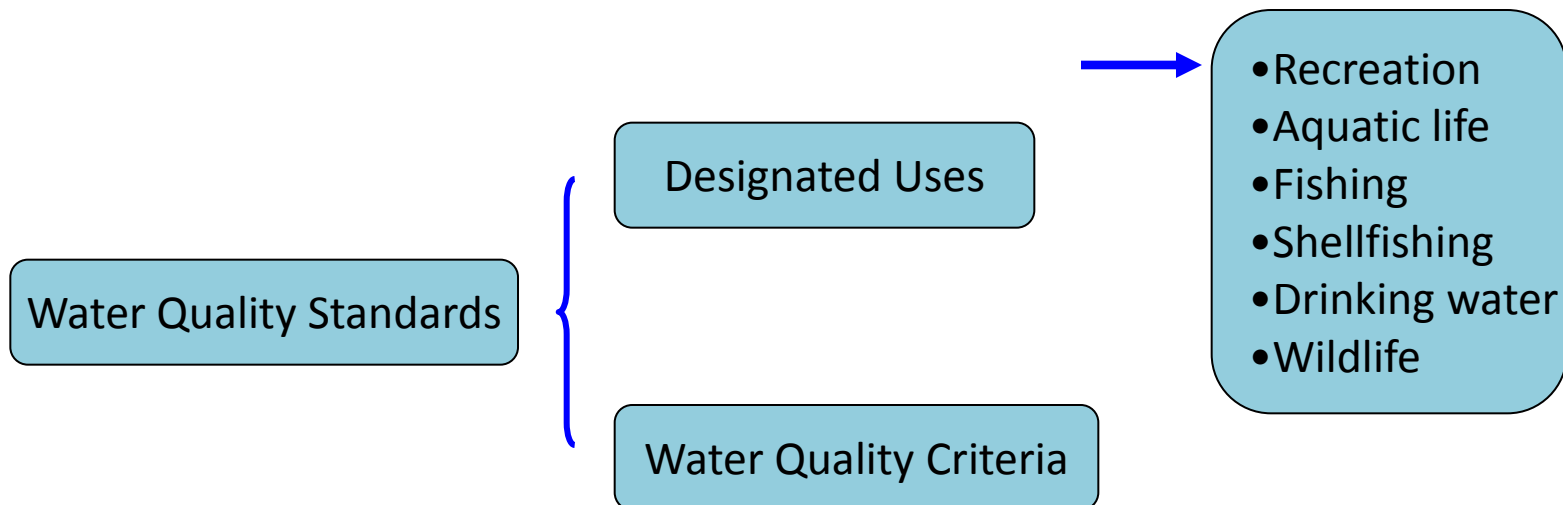 Water Quality Standards
Designated Uses
•Recreation
•Aquatic life
•Fishing
•Shellfishing
•Drinking water
•Wildlife
Water Quality Criteria